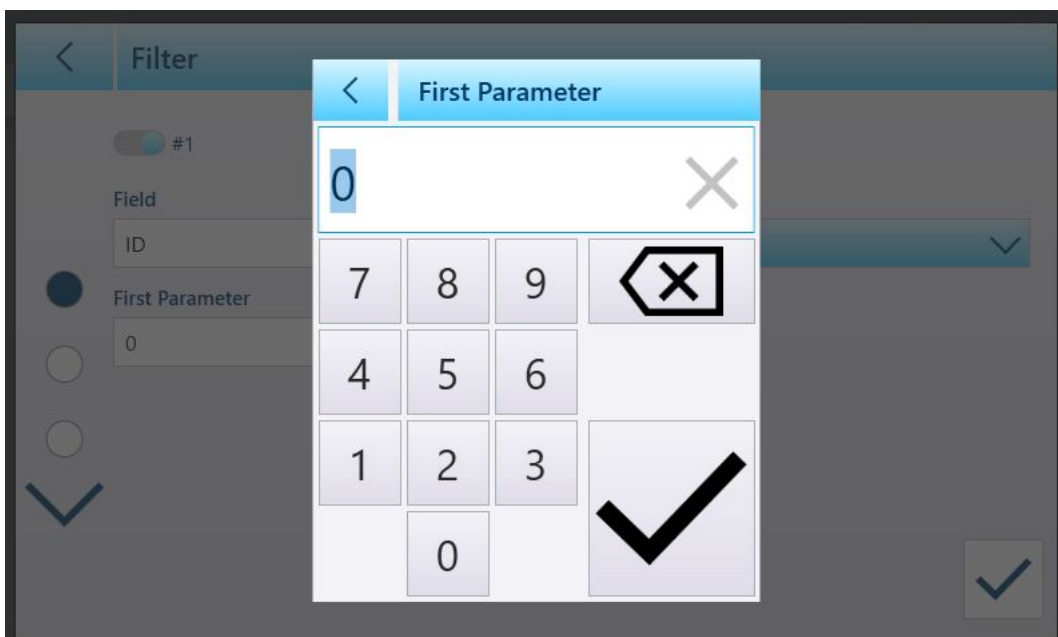 Filter
First Parameter
#1
0
Field
ID
7 8 9
First Parameter
0
4 5 6
1 2 3
0